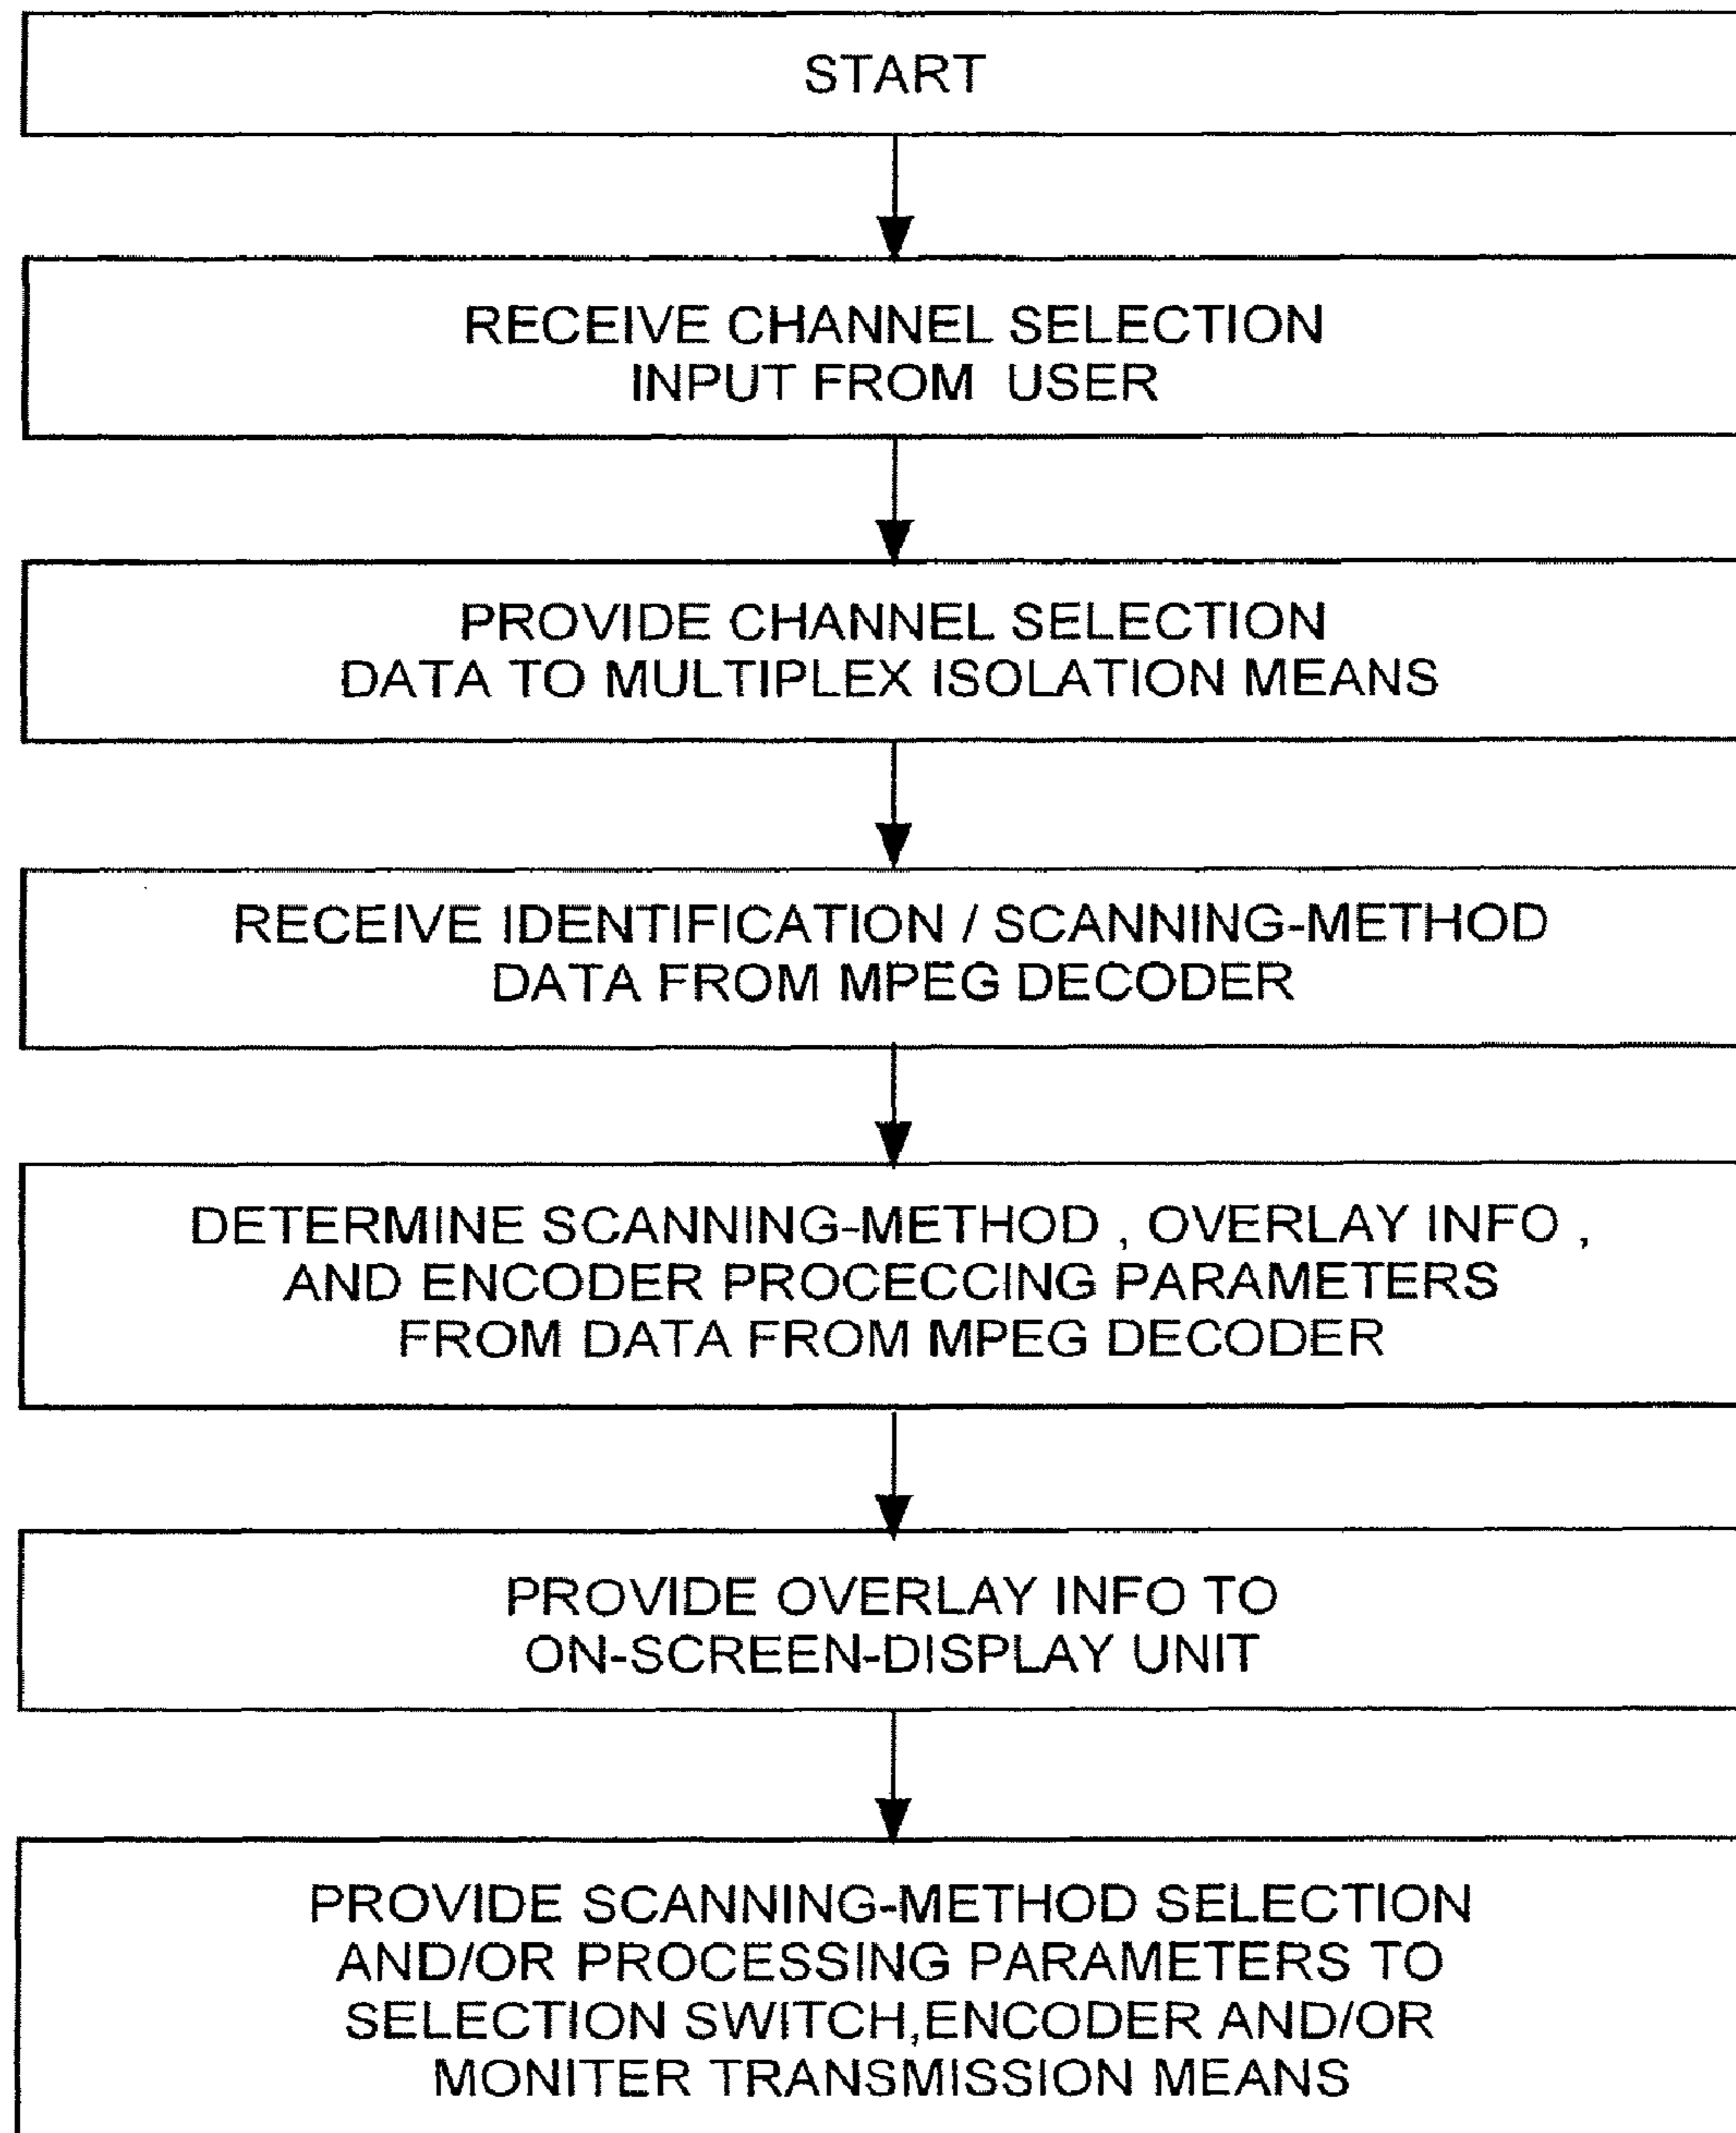 START
RECEIVE CHANNEL SELECTION
INPUT FROM USER
PROVIDE CHANNEL SELECTION
DATA TO MULTIPLEX ISOLATION MEANS
RECEIVE IDENTIFICATION / SCANNING-METHOD
DATA FROM MPEG DECODER
DETERMINE SCANNING-METHOD , OVERLAY INFO ,
AND ENCODER PROCECCING PARAMETERS
FROM DATA FROM MPEG DECODER
PROVIDE OVERLAY INFO TO
ON-SCREEN-DISPLAY UNIT
PROVIDE SCANNING-METHOD SELECTION
AND/OR PROCESSING PARAMETERS TO
SELECTION SWITCH,ENCODER AND/OR
MONITER TRANSMISSION MEANS